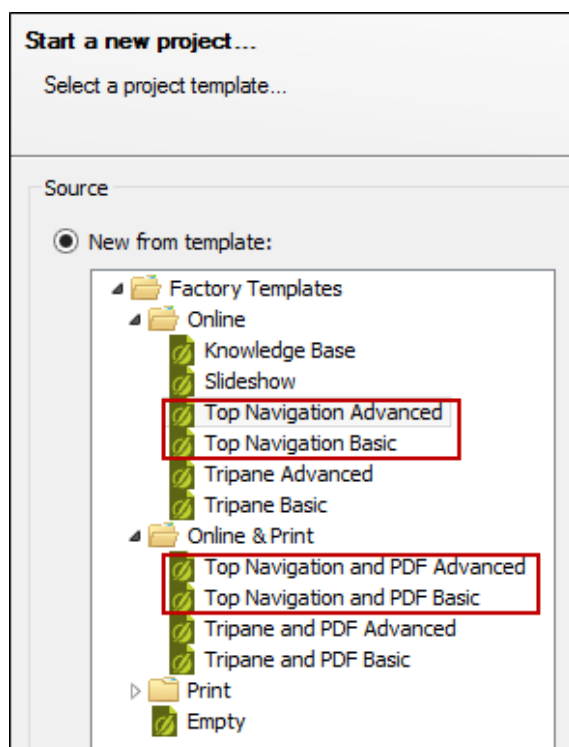 Start a new project...
Select a project template...
Source
New from template:
Factory Templates
Online
Knowledge Base
Slideshow
Top Navigation Advanced
Top Navigation Basic
Tripane Advanced
Tripane Basic
Online & Print
Top Navigation and PDF Advanced
Top Navigation and PDF Basic
Tripane and PDF Advanced
Tripane and PDF Basic
Print
Empty